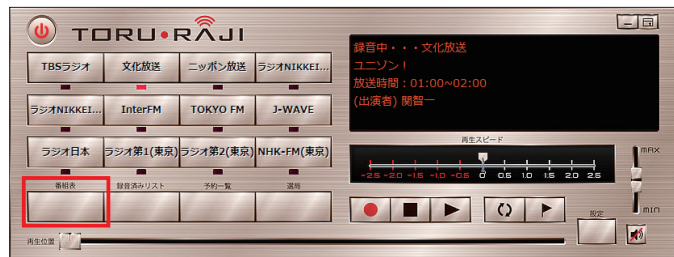 TORU•RAJI
TBSラジオ 文化放送 ニッポン放送 ラジオNIKKEI...
ラジオNIKKEI... InterFM TOKYO FM J-WAVE
ラジオ日本 ラジオ第1(東京) ラジオ第2(東京) NHK-FM(東京)
番組表 録音済みリスト 予約一覧 選局
再生位置
録音中・・・文化放送
ユニゾン！
放送時間：01:00~02:00
(出演者) 関智一
再生スピード
-2.5 -2.0 -1.5 -1.0 -0.5 0 0.5 1.0 1.5 2.0 2.5
MAX
MIN
設定